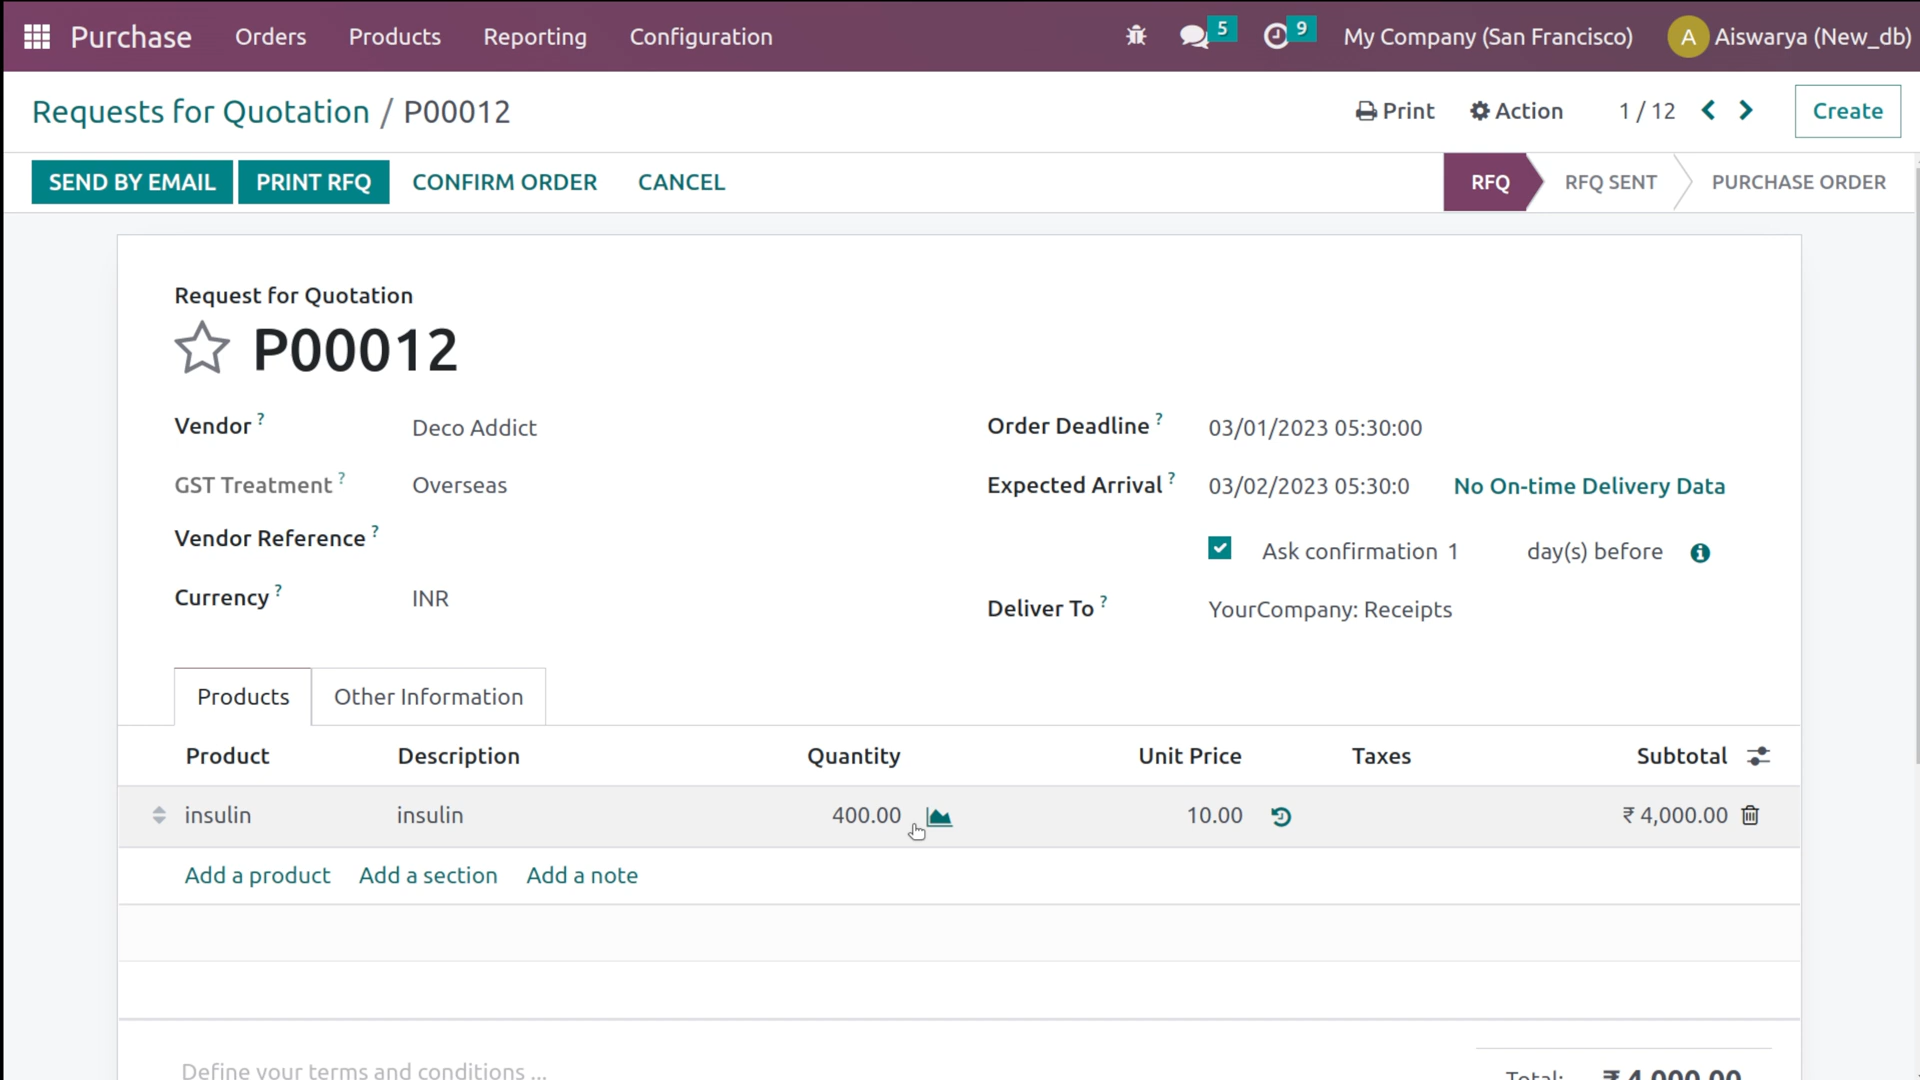 Purchase Orders Products Reporting Configuration 5 9 My Company (San Francisco) A Aiswarya (New_db)
Requests for Quotation / P00012 Print Action 1 / 12 Create
SEND BY EMAIL PRINT RFQ CONFIRM ORDER CANCEL RFQ RFQ SENT PURCHASE ORDER
Request for Quotation
P00012
Vendor ? Deco Addict Order Deadline ? 03/01/2023 05:30:00
GST Treatment ? Overseas Expected Arrival ? 03/02/2023 05:30:0 No On-time Delivery Data
Vendor Reference ? Ask confirmation 1 day(s) before
Currency ? INR Deliver To ? YourCompany: Receipts
Products Other Information
Product Description Quantity Unit Price Taxes Subtotal
insulin insulin 400.00 10.00 ₹ 4,000.00
Add a product Add a section Add a note
Define your terms and conditions ... Total: ₹ 4,000.00